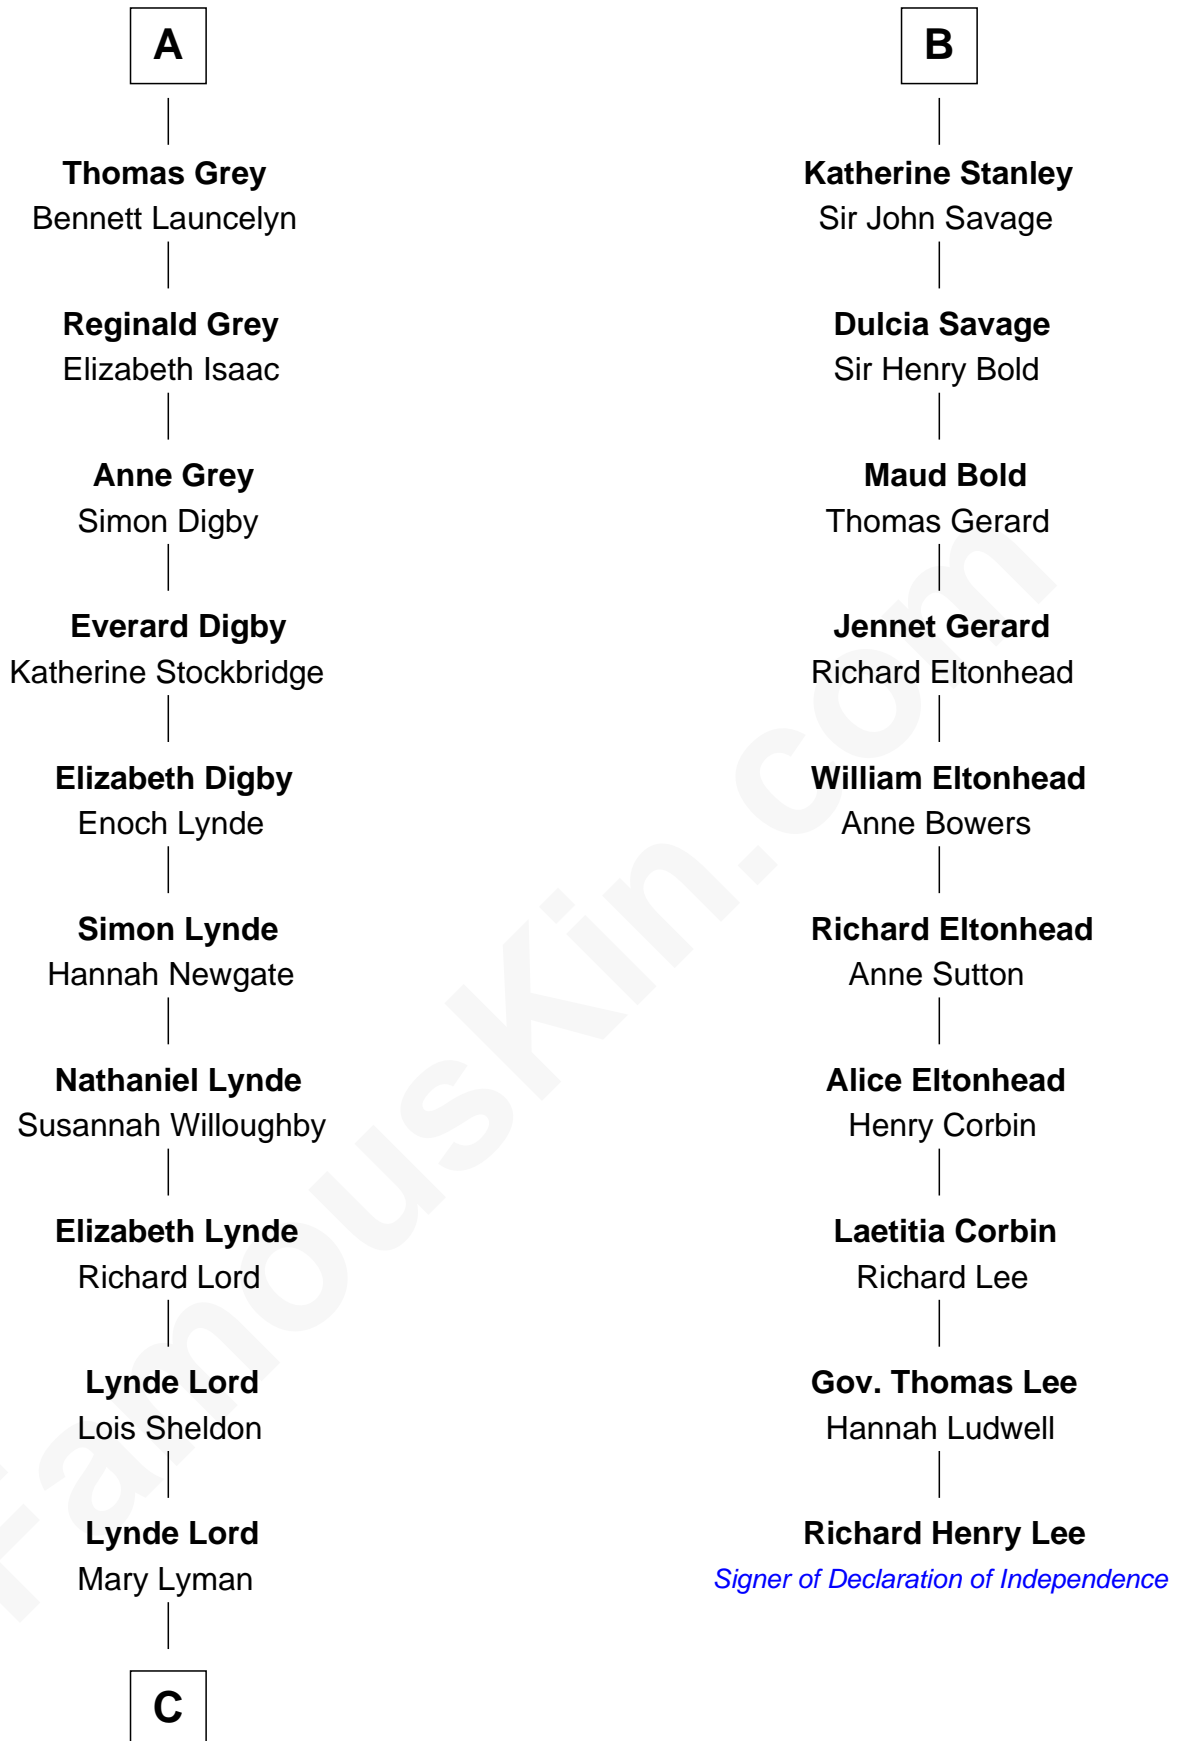 A
Thomas Grey
Bennett Launcelyn
Reginald Grey
Elizabeth Isaac
Anne Grey
Simon Digby
Everard Digby
Katherine Stockbridge
Elizabeth Digby
Enoch Lynde
Simon Lynde
Hannah Newgate
Nathaniel Lynde
Susannah Willoughby
Elizabeth Lynde
Richard Lord
Lynde Lord
Lois Sheldon
Lynde Lord
Mary Lyman
C
B
Katherine Stanley
Sir John Savage
Dulcia Savage
Sir Henry Bold
Maud Bold
Thomas Gerard
Jennet Gerard
Richard Eltonhead
William Eltonhead
Anne Bowers
Richard Eltonhead
Anne Sutton
Alice Eltonhead
Henry Corbin
Laetitia Corbin
Richard Lee
Gov. Thomas Lee
Hannah Ludwell
Richard Henry Lee
Signer of Declaration of Independence
FamousKin.com